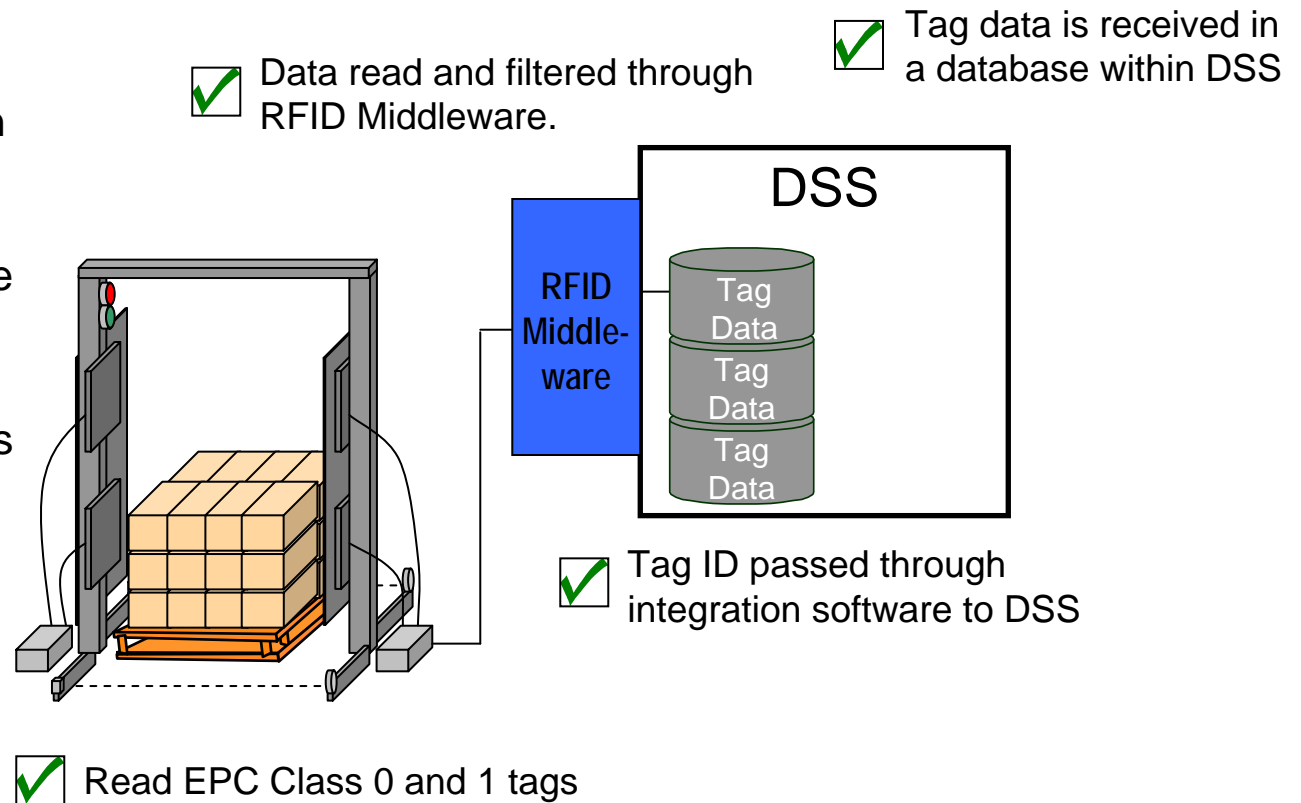 Tag data is received in
a database within DSS
Data read and filtered through
RFID Middleware.
DSS
RFID
Middle-
ware
Tag
Data
Tag
Data
Tag
Data
Tag ID passed through
integration software to DSS
Read EPC Class 0 and 1 tags